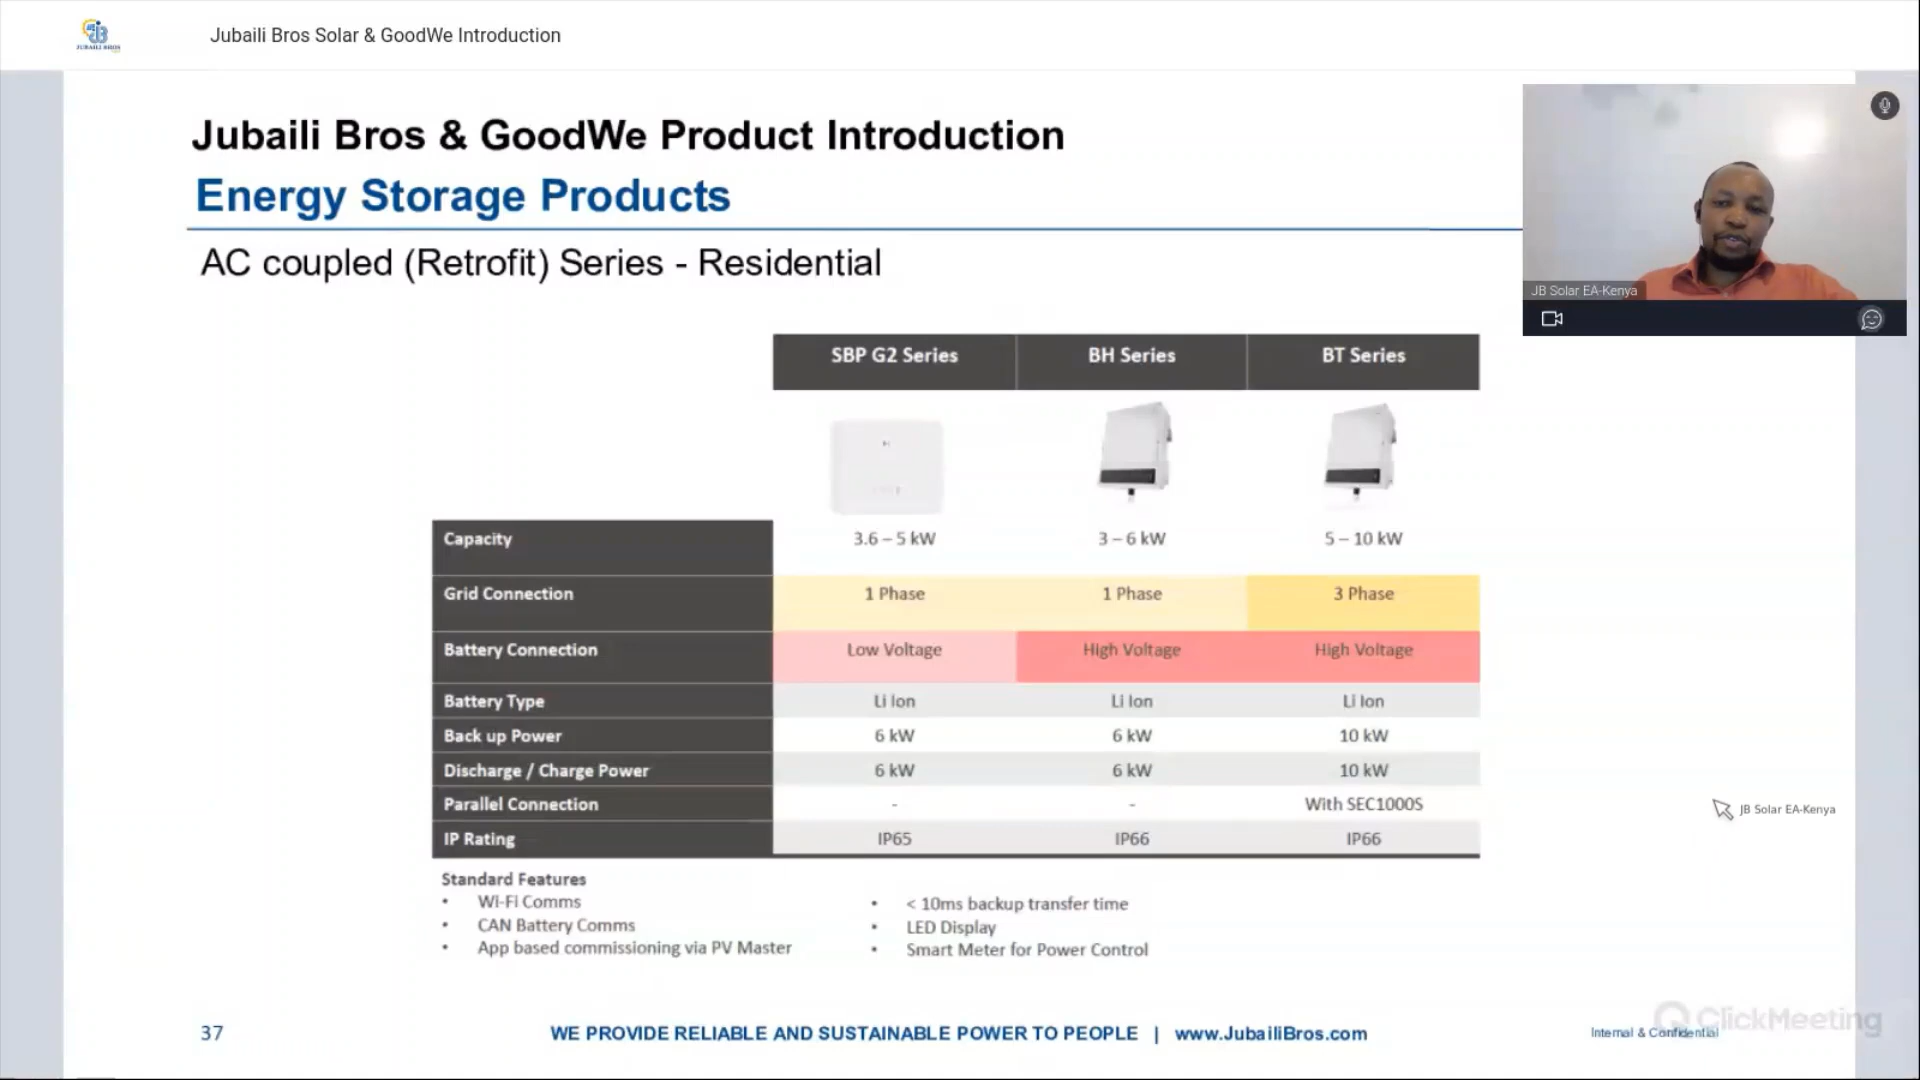 JUBAILI BROS
Jubaili Bros Solar & GoodWe Introduction
Jubaili Bros & GoodWe Product Introduction
Energy Storage Products
AC coupled (Retrofit) Series - Residential
JB Solar EA-Kenya
SBP G2 Series BH Series BT Series
Capacity 3.6 – 5 kW 3 – 6 kW 5 – 10 kW
Grid Connection 1 Phase 1 Phase 3 Phase
Battery Connection Low Voltage High Voltage High Voltage
Battery Type Li Ion Li Ion Li Ion
Back up Power 6 kW 6 kW 10 kW
Discharge / Charge Power 6 kW 6 kW 10 kW
Parallel Connection - - With SEC1000S
IP Rating IP65 IP66 IP66
JB Solar EA-Kenya
Standard Features
• Wi-Fi Comms
• CAN Battery Comms
• App based commissioning via PV Master
• < 10ms backup transfer time
• LED Display
• Smart Meter for Power Control
37 WE PROVIDE RELIABLE AND SUSTAINABLE POWER TO PEOPLE | www.JubailiBros.com Internal & Confidential
ClickMeeting